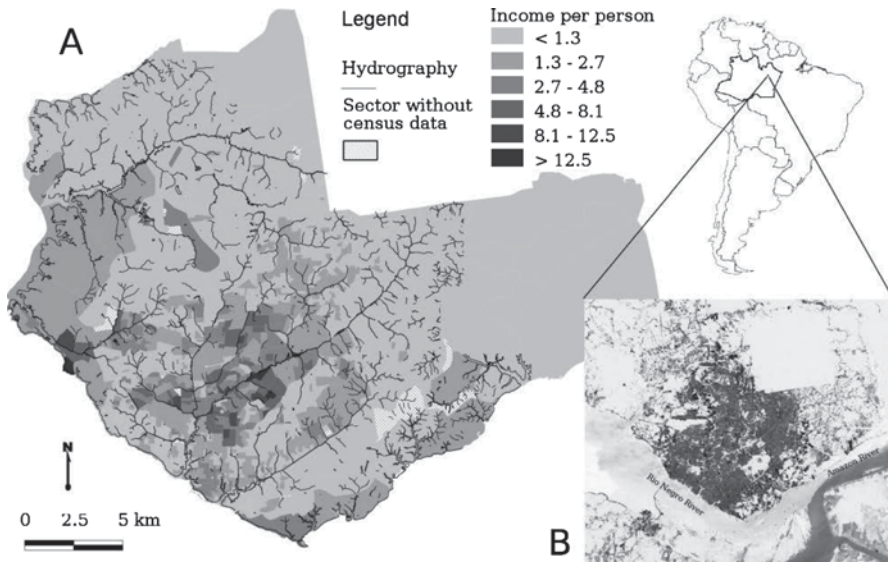 A
Legend
Hydrography
Sector without
census data
Income per person
< 1.3
1.3 - 2.7
2.7 - 4.8
4.8 - 8.1
8.1 - 12.5
> 12.5
N
0 2.5 5 km
Rio Negro River
Amazon River
B